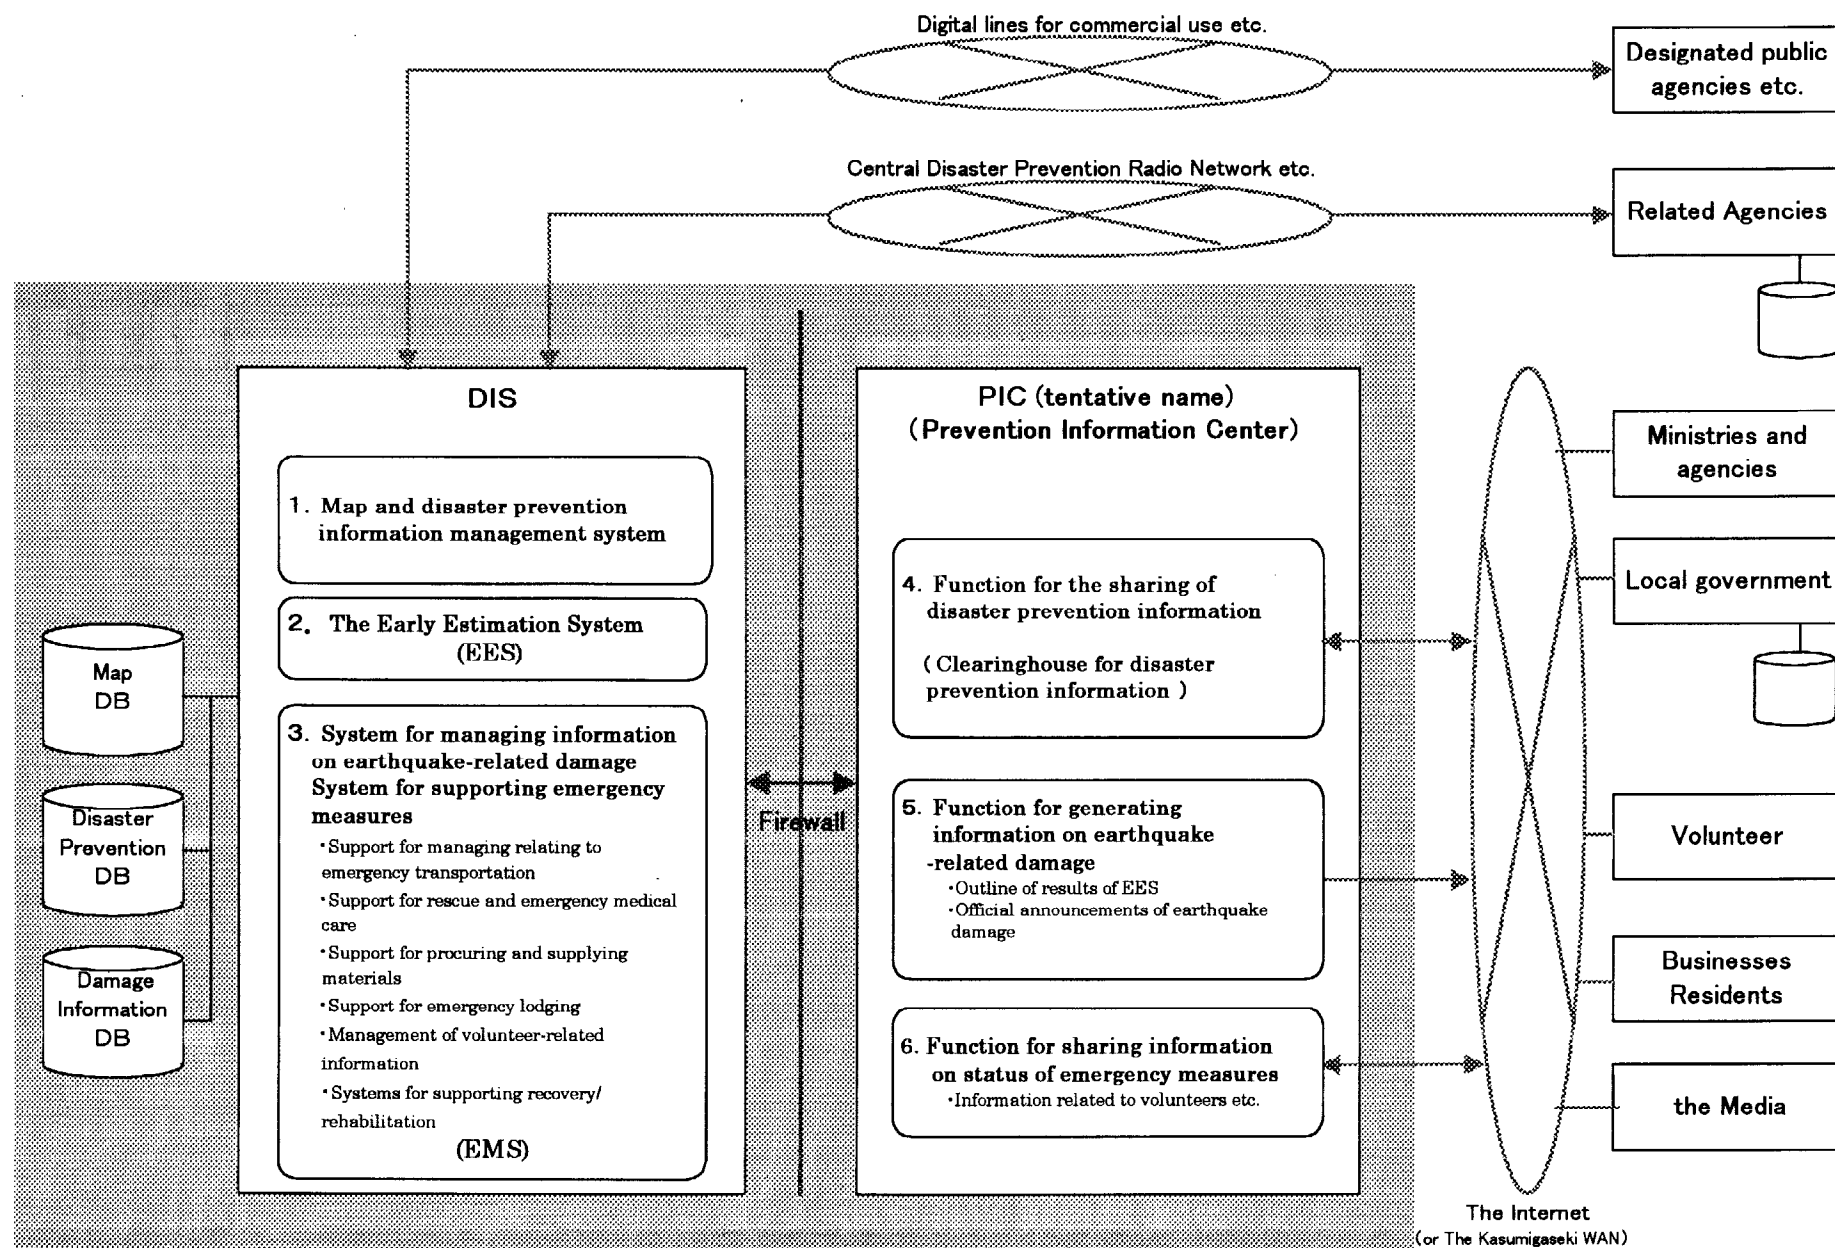 Digital lines for commercial use etc.
Designated public
agencies etc.
Central Disaster Prevention Radio Network etc.
Related Agencies
DIS
1. Map and disaster prevention
information management system
2. The Early Estimation System
(EES)
3. System for managing information
on earthquake-related damage
System for supporting emergency
measures
・Support for managing relating to
emergency transportation
・Support for rescue and emergency medical
care
・Support for procuring and supplying
materials
・Support for emergency lodging
・Management of volunteer-related
information
・Systems for supporting recovery/
rehabilitation
(EMS)
Map
DB
Disaster
Prevention
DB
Damage
Information
DB
Firewall
PIC (tentative name)
(Prevention Information Center)
4. Function for the sharing of
disaster prevention information
( Clearinghouse for disaster
prevention information )
5. Function for generating
information on earthquake
-related damage
・Outline of results of EES
・Official announcements of earthquake
damage
6. Function for sharing information
on status of emergency measures
・Information related to volunteers etc.
Ministries and
agencies
Local government
Volunteer
Businesses
Residents
the Media
The Internet
(or The Kasumigaseki WAN)